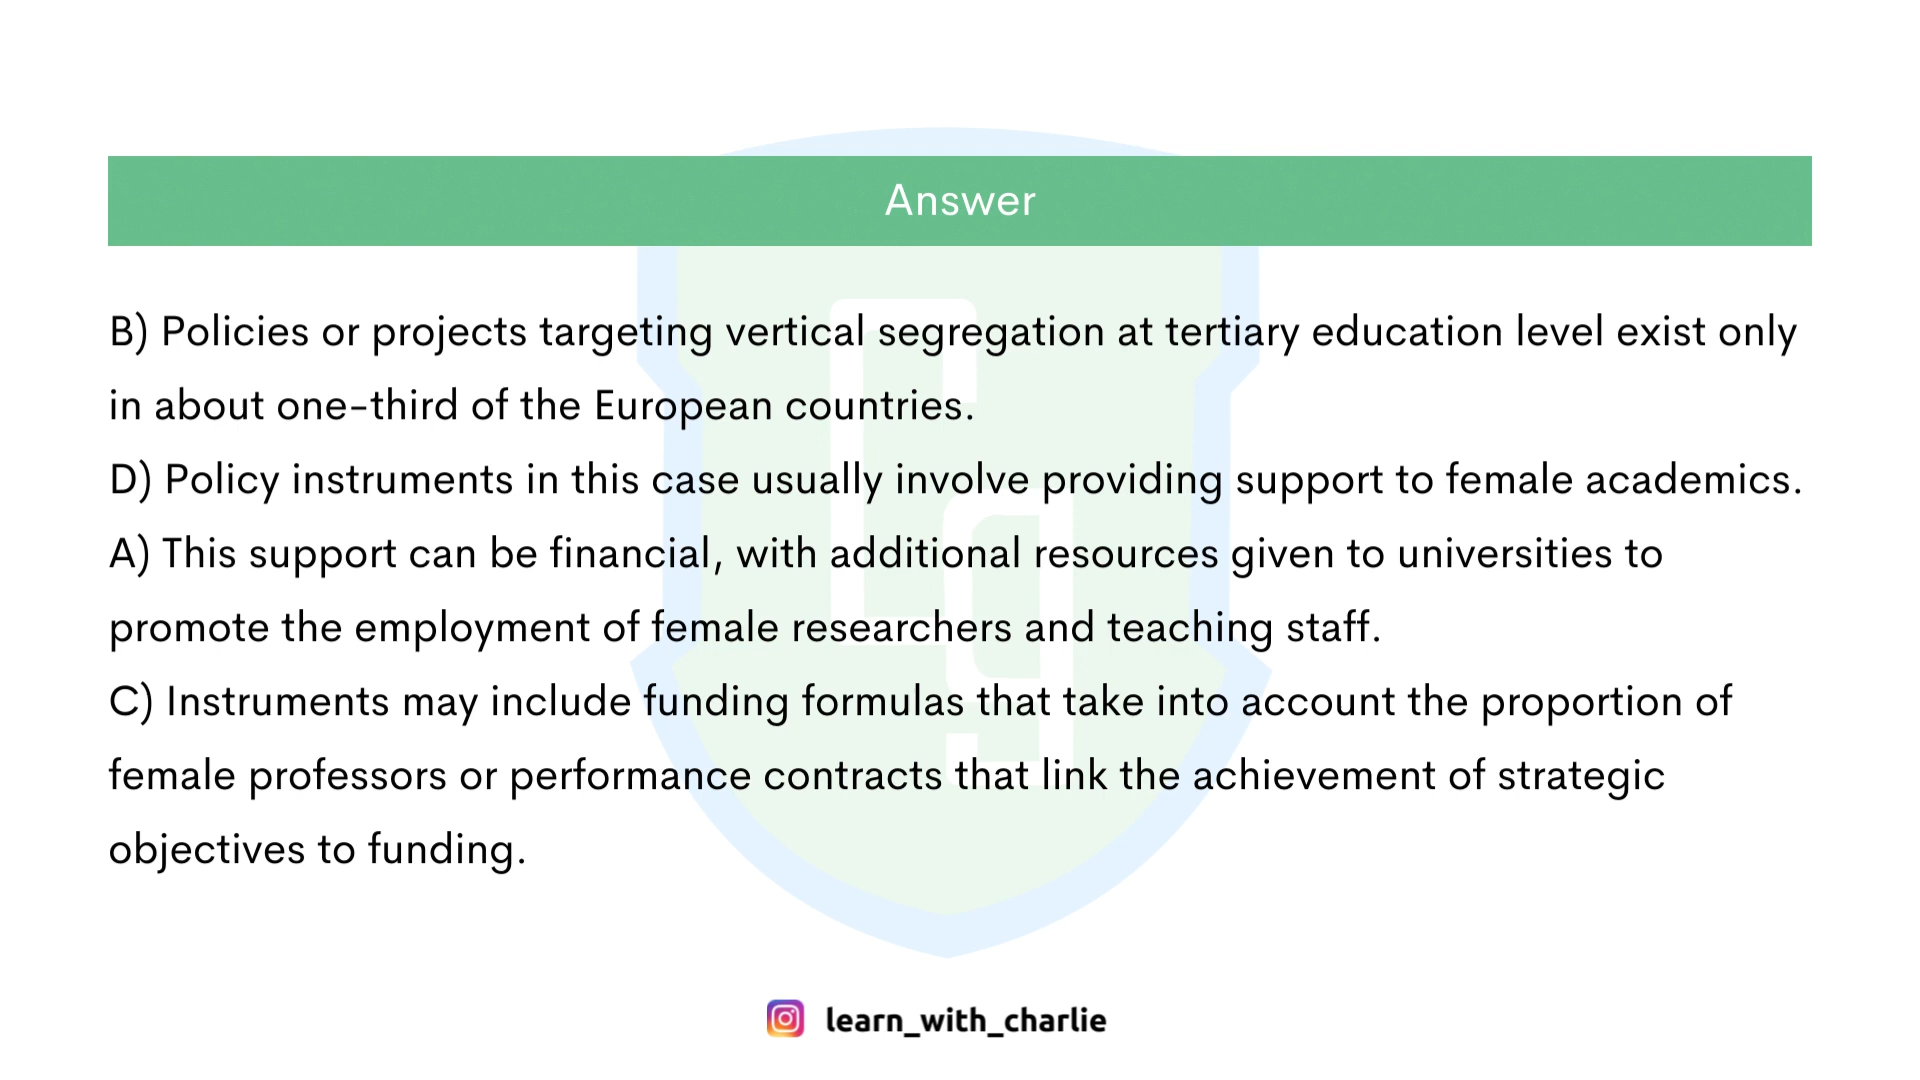 Answer
B) Policies or projects targeting vertical segregation at tertiary education level exist only
in about one-third of the European countries.
D) Policy instruments in this case usually involve providing support to female academics.
A) This support can be financial, with additional resources given to universities to
promote the employment of female researchers and teaching staff.
C) Instruments may include funding formulas that take into account the proportion of
female professors or performance contracts that link the achievement of strategic
objectives to funding.
learn_with_charlie